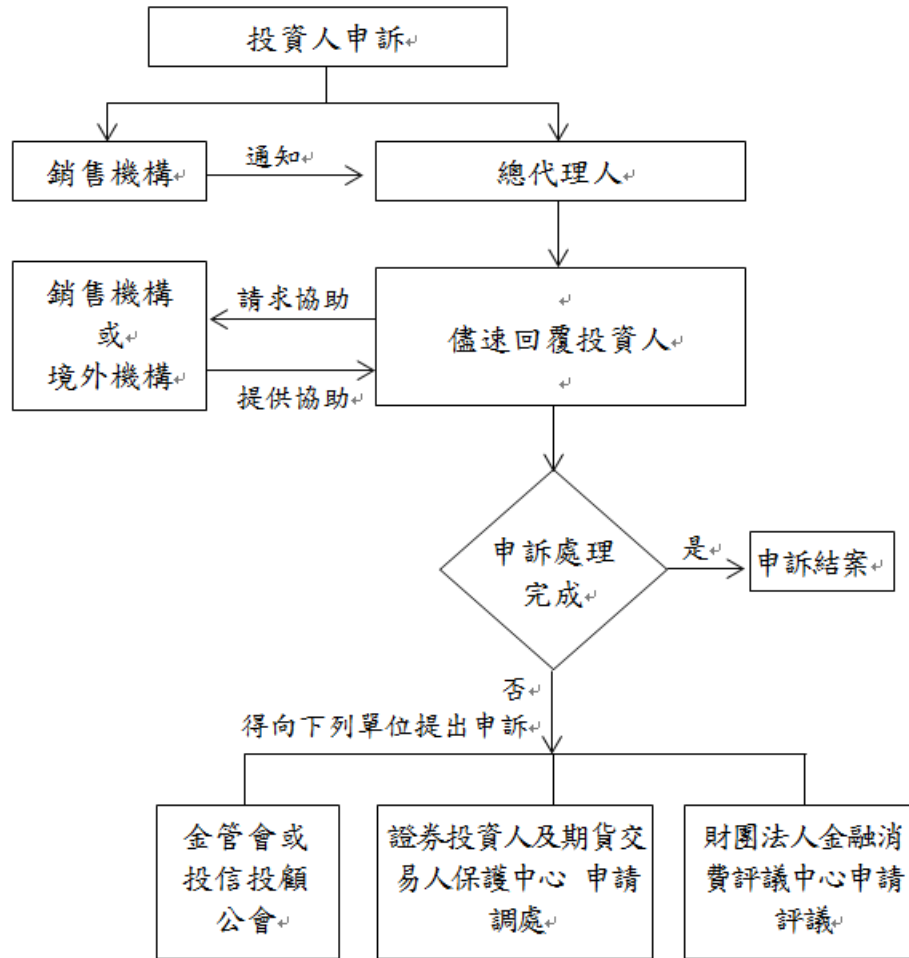 投資人申訴
銷售機構
通知
總代理人
銷售機構
或
境外機構
請求協助
提供協助
儘速回覆投資人
申訴處理
完成
是
申訴結案
否
得向下列單位提出申訴
金管會或
投信投顧
公會
證券投資人及期貨交
易人保護中心 申請
調處
財團法人金融消
費評議中心申請
評議